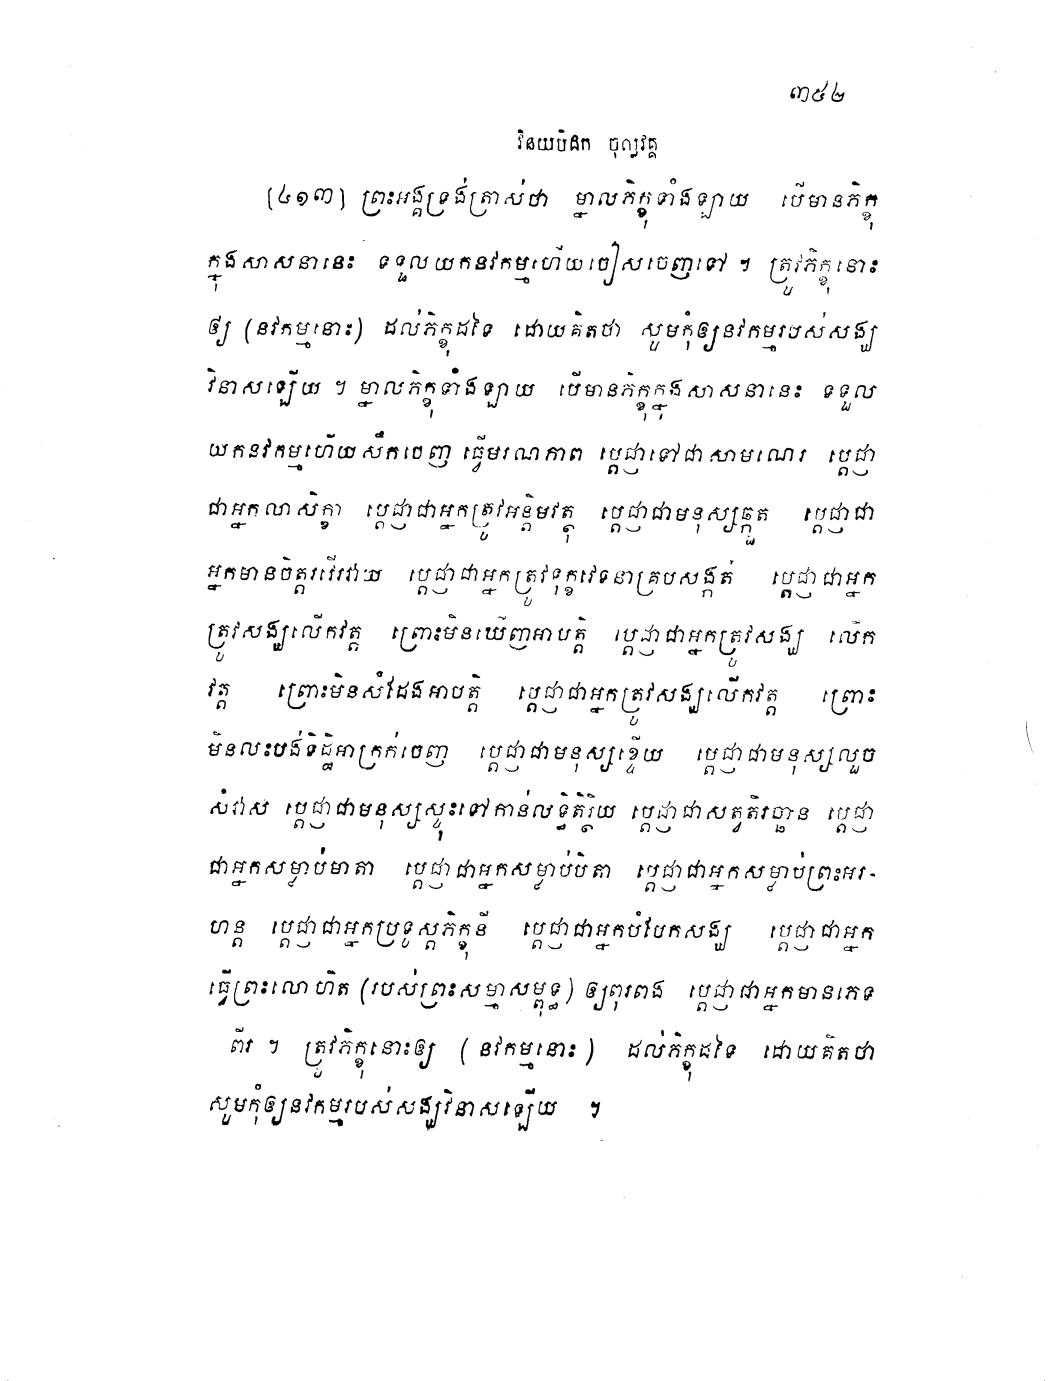 ៣៥២
វិនយបិដក ចុល្លវគ្គ
[៤១៣] ព្រះអង្គទ្រង់ត្រាស់ថា ម្នាលភិក្ខុទាំងឡាយ បើមានភិក្ខុ
ក្នុងសាសនានេះ ទទួលយកនវកម្មហើយចៀសចេញទៅ ។ ត្រូវភិក្ខុនោះ
ឲ្យ (នវកម្មនោះ) ដល់ភិក្ខុដទៃ ដោយគិតថា សូមកុំឲ្យនវកម្មរបស់សង្ឃ
វិនាសឡើយ ។ ម្នាលភិក្ខុទាំងឡាយ បើមានភិក្ខុក្នុងសាសនានេះ ទទួល
យកនវកម្មហើយសឹកចេញ ធ្វើមរណភាព ប្ដេជ្ញាទៅជាសាមណេរ ប្ដេជ្ញា
ជាអ្នកលាសិក្ខា ប្ដេជ្ញាជាអ្នកត្រូវអន្តិមវត្ថុ ប្ដេជ្ញាជាមនុស្សឆ្កួត ប្ដេជ្ញាជា
អ្នកមានចិត្តរវើរវាយ ប្ដេជ្ញាជាអ្នកត្រូវទុក្ខវេទនាគ្របសង្កត់ ប្ដេជ្ញាជាអ្នក
ត្រូវសង្ឃលើកវត្ត ព្រោះមិនឃើញអាបត្តិ ប្ដេជ្ញាជាអ្នកត្រូវសង្ឃ លើក
វត្ត ព្រោះមិនសំដែងអាបត្តិ ប្ដេជ្ញាជាអ្នកត្រូវសង្ឃលើកវត្ត ព្រោះ
មិនលះបង់ទិដ្ឋិអាក្រក់ចេញ ប្ដេជ្ញាជាមនុស្សខ្ទើយ ប្ដេជ្ញាជាមនុស្សលួច
សំវាស ប្ដេជ្ញាជាមនុស្សស្ទុះទៅកាន់លទ្ធិតិរ្ថិយ ប្ដេជ្ញាជាសត្វតិរច្ឆាន ប្ដេជ្ញា
ជាអ្នកសម្លាប់មាតា ប្ដេជ្ញាជាអ្នកសម្លាប់បិតា ប្ដេជ្ញាជាអ្នកសម្លាប់ព្រះអរ-
ហន្ត ប្ដេជ្ញាជាអ្នកប្រទូស្តភិក្ខុនី ប្ដេជ្ញាជាអ្នកបំបែកសង្ឃ ប្ដេជ្ញាជាអ្នក
ធ្វើព្រះលោហិត (របស់ព្រះសម្មាសម្ពុទ្ធ) ឲ្យពុរពង ប្ដេជ្ញាជាអ្នកមានភេទ
ពីរ ។ ត្រូវភិក្ខុនោះឲ្យ (នវកម្មនោះ) ដល់ភិក្ខុដទៃ ដោយគិតថា
សូមកុំឲ្យនវកម្មរបស់សង្ឃវិនាសឡើយ ។